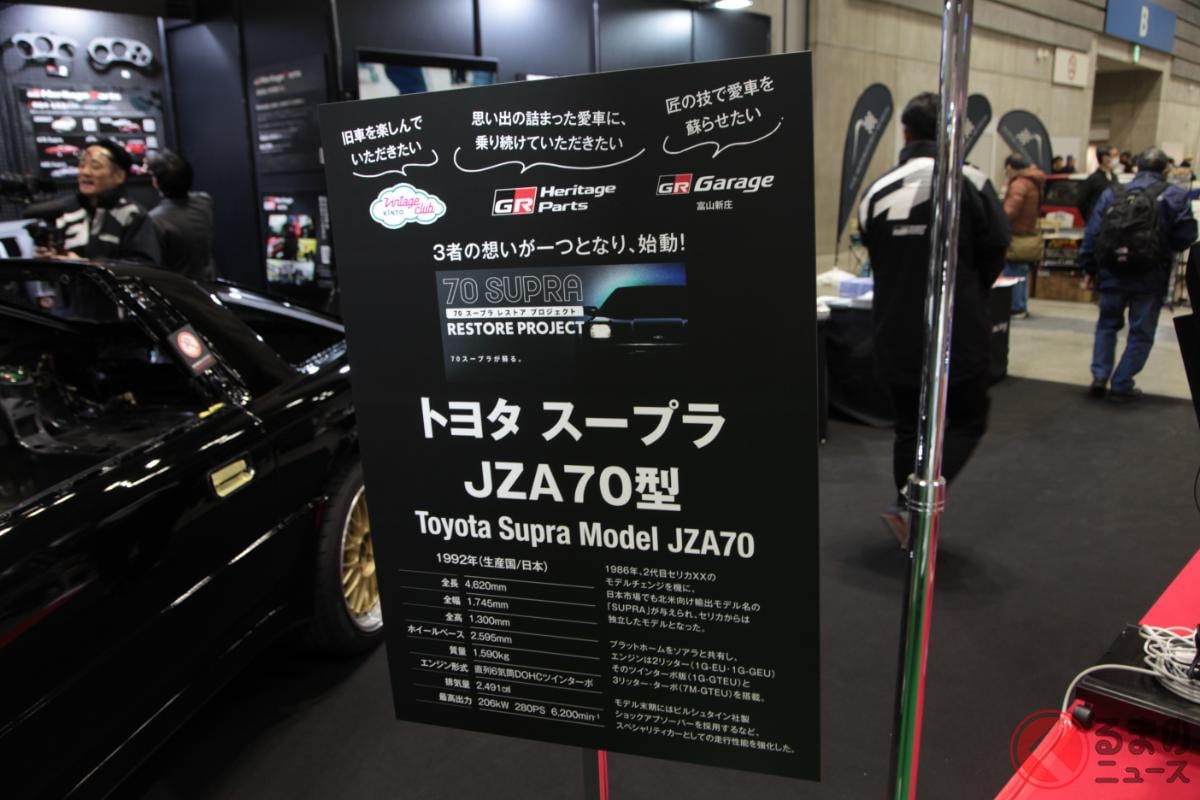 旧車を楽しんで
いただきたい
思い出の詰まった愛車に、
乗り続けていただきたい
匠の技で愛車を
蘇らせたい
Vintage
Club
KINTO
GR Heritage
Parts
GR Garage
富山新庄
3者の想いが一つとなり、始動!
70 SUPRA
70 スープラ レストア プロジェクト
RESTORE PROJECT
70スープラが蘇る。
トヨタ スープラ
JZA70型
Toyota Supra Model JZA70
1992年(生産国/日本)
全長 4,620mm
全幅 1,745mm
全高 1,300mm
ホイールベース 2,595mm
質量 1,590kg
エンジン形式 直列6気筒DOHCツインターボ
排気量 2,491㎤
最高出力 206kW 280PS 6,200min⁻¹
1986年、2代目セリカXXの
モデルチェンジを機に、
日本市場でも北米向け輸出モデル名の
「SUPRA」が与えられ、セリカからは
独立したモデルとなった。
プラットホームをソアラと共有し、
エンジンは2リッター(1G-EU・1G-GEU)
そのツインターボ版(1G-GTEU)と
3リッター・ターボ(7M-GTEU)を搭載。
モデル末期にはビルシュタイン社製
ショックアブソーバーを採用するなど、
スペシャリティカーとしての走行性能を強化した。
B
くるまの
ニュース